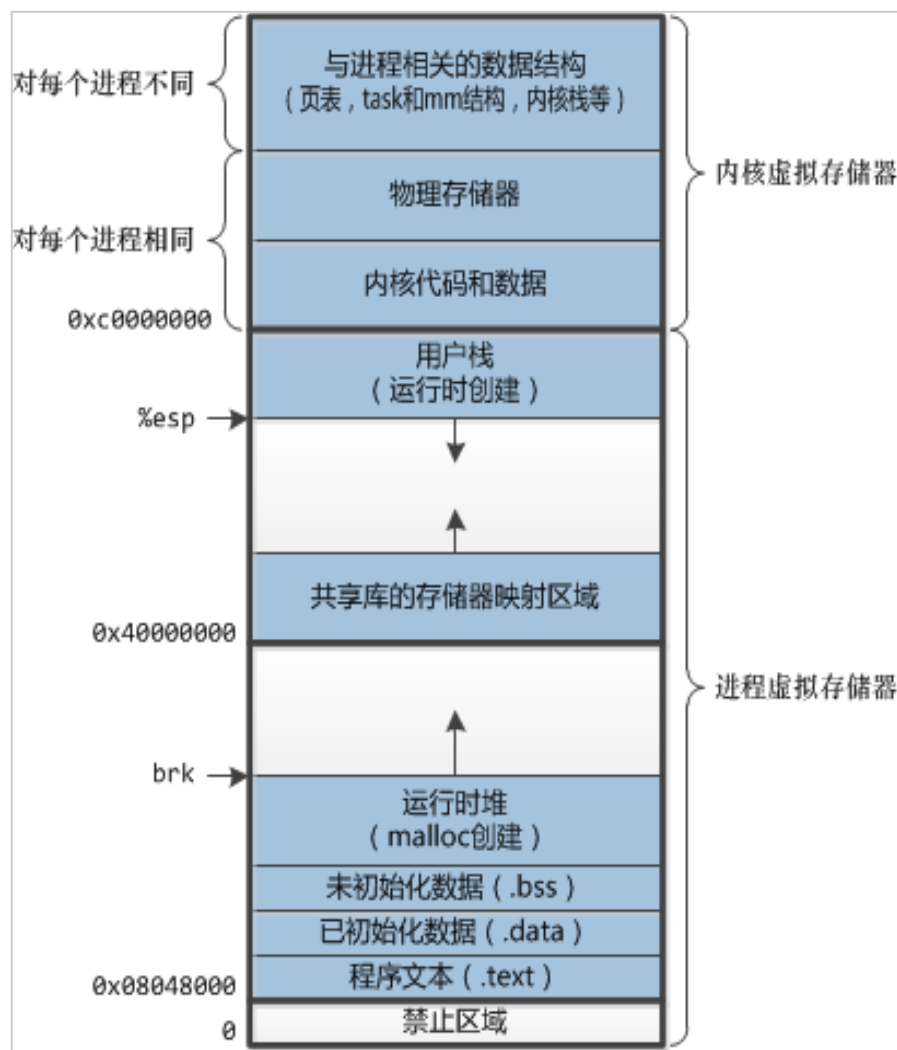 与进程相关的数据结构
（页表，task和mm结构，内核栈等）
对每个进程不同
物理存储器
内核虚拟存储器
对每个进程相同
内核代码和数据
0xc0000000
用户栈
（运行时创建）
%esp
共享库的存储器映射区域
0x40000000
进程虚拟存储器
brk
运行时堆
（malloc创建）
未初始化数据（.bss）
已初始化数据（.data）
程序文本（.text）
0x08048000
禁止区域
0